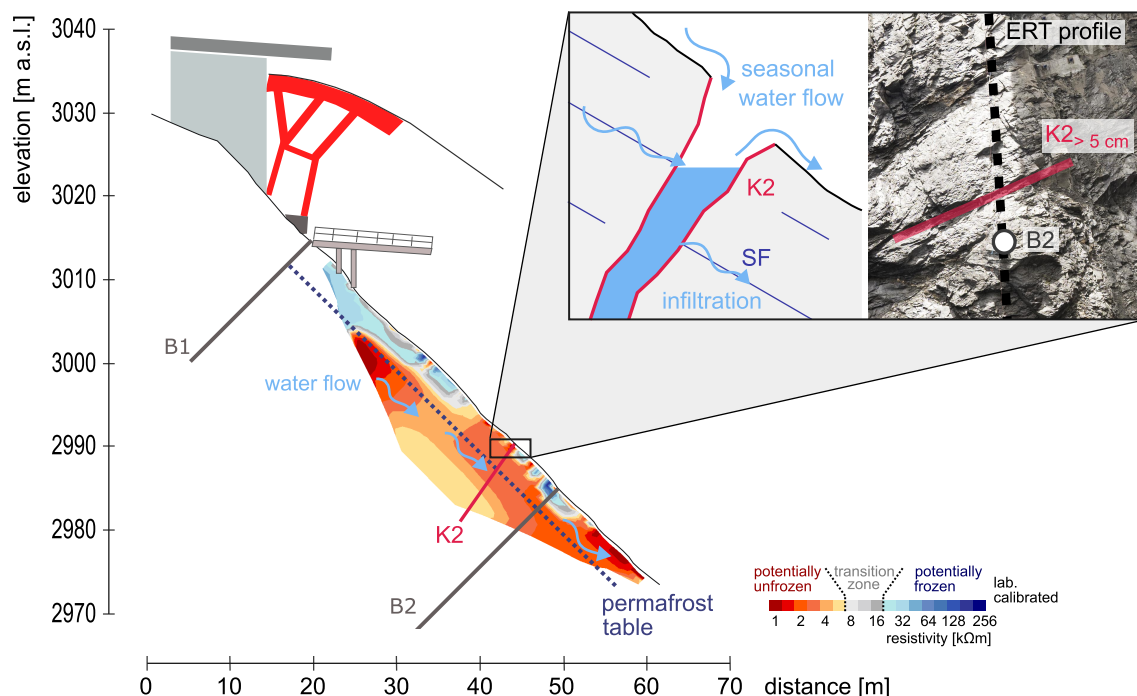 elevation [m a.s.l.]
3040
3030
3020
3010
3000
2990
2980
2970
B1
water flow
K2
B2
permafrost
table
seasonal
water flow
K2
SF
infiltration
ERT profile
K2> 5 cm
B2
potentially
unfrozen
transition
zone
potentially
frozen
lab.
calibrated
1 2 4 8 16 32 64 128 256
resistivity [kΩm]
0 10 20 30 40 50 60 70
distance [m]